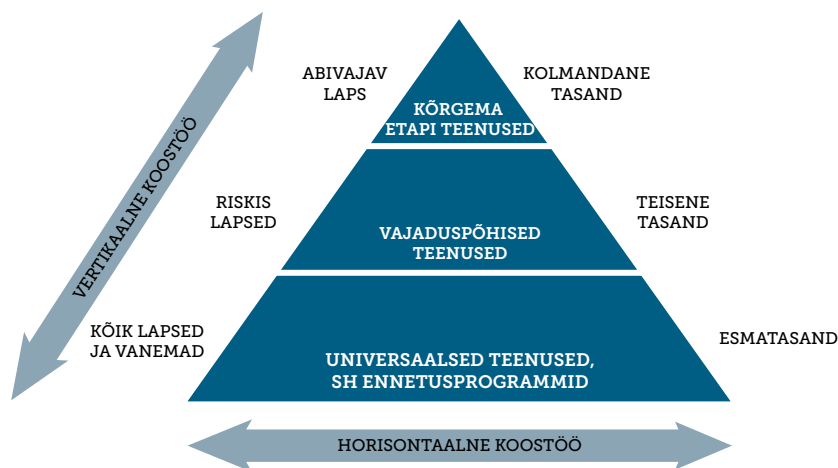 ABIVAJAV
LAPS
KÕRGEMA
ETAPI TEENUSED
KOLMANDANE
TASAND
VERTIKAALNE KOOSTÖÖ
RISKIS
LAPSED
VAJADUSPÕHISED
TEENUSED
TEISENE
TASAND
KÕIK LAPSED
JA VANEMAD
UNIVERSAALSED TEENUSED,
SH ENNETUSPROGRAMMID
ESMATASAND
HORISONTAALNE KOOSTÖÖ